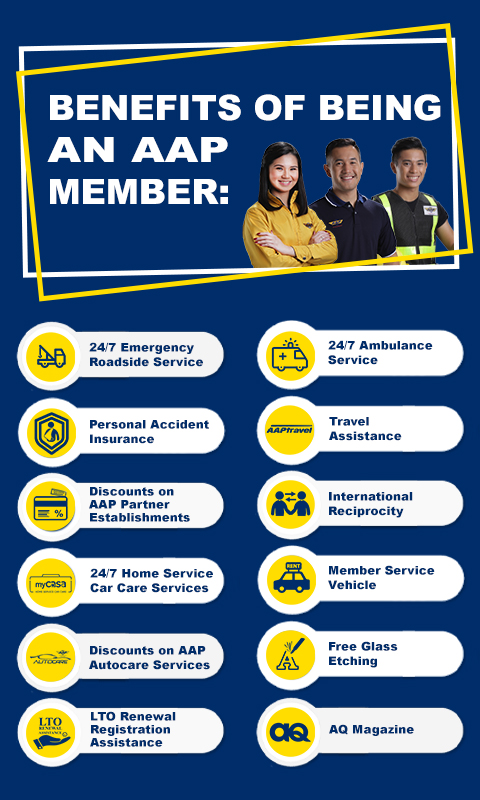 BENEFITS OF BEING
AN AAP
MEMBER:
24/7 Emergency
Roadside Service
24/7 Ambulance
Service
Personal Accident
Insurance
AAPtravel
Travel
Assistance
%
Discounts on
AAP Partner
Establishments
International
Reciprocity
myCASA
24/7 Home Service
Car Care Services
RENT
Member Service
Vehicle
AUTOCARE
Discounts on AAP
Autocare Services
A
Free Glass
Etching
LTO
RENEWAL
ASSISTANCE
LTO Renewal
Registration
Assistance
aQ
AQ Magazine